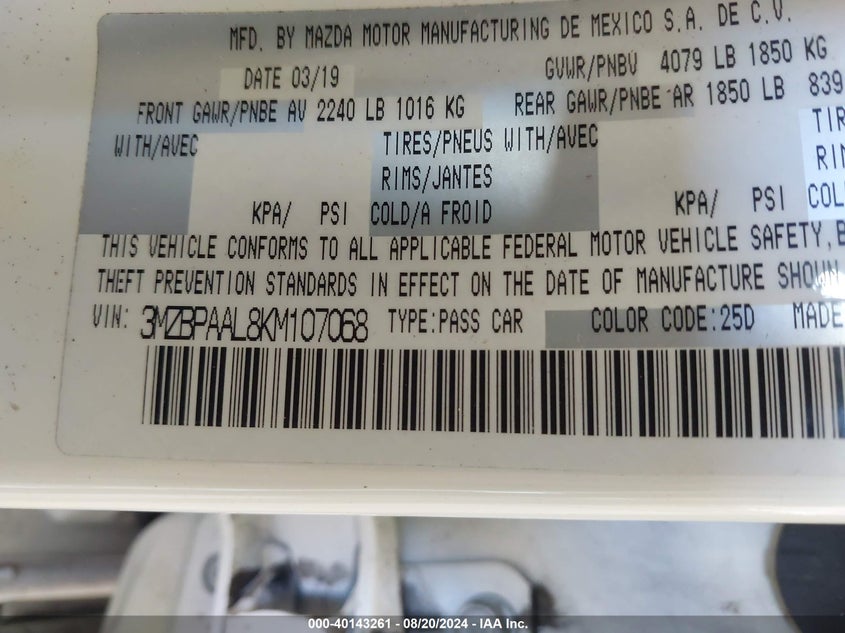 MFD. BY MAZDA MOTOR MANUFACTURING DE MEXICO S.A. DE C.V.
DATE 03/19 GVWR/PNBV 4079 LB 1850 KG
FRONT GAWR/PNBE AV 2240 LB 1016 KG REAR GAWR/PNBE AR 1850 LB 839
WITH/AVEC TIRES/PNEUS WITH/AVEC TIR
RIMS/JANTES RIM
KPA/ PSI COLD/A FROID KPA/ PSI COL
THIS VEHICLE CONFORMS TO ALL APPLICABLE FEDERAL MOTOR VEHICLE SAFETY, B
THEFT PREVENTION STANDARDS IN EFFECT ON THE DATE OF MANUFACTURE SHOWN
VIN: 3MZBPAAL8KM107068 TYPE:PASS CAR COLOR CODE:25D MADE
000-40143261 - 08/20/2024 - IAA Inc.